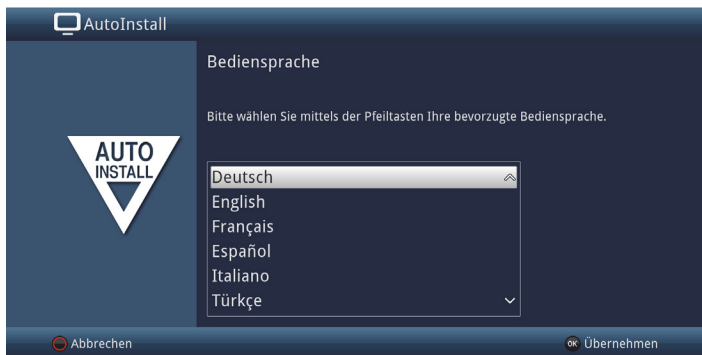 AutoInstall
Bediensprache
Bitte wählen Sie mittels der Pfeiltasten Ihre bevorzugte Bediensprache.
AUTO
INSTALL
Deutsch
English
Français
Español
Italiano
Türkçe
Abbrechen
OK Übernehmen